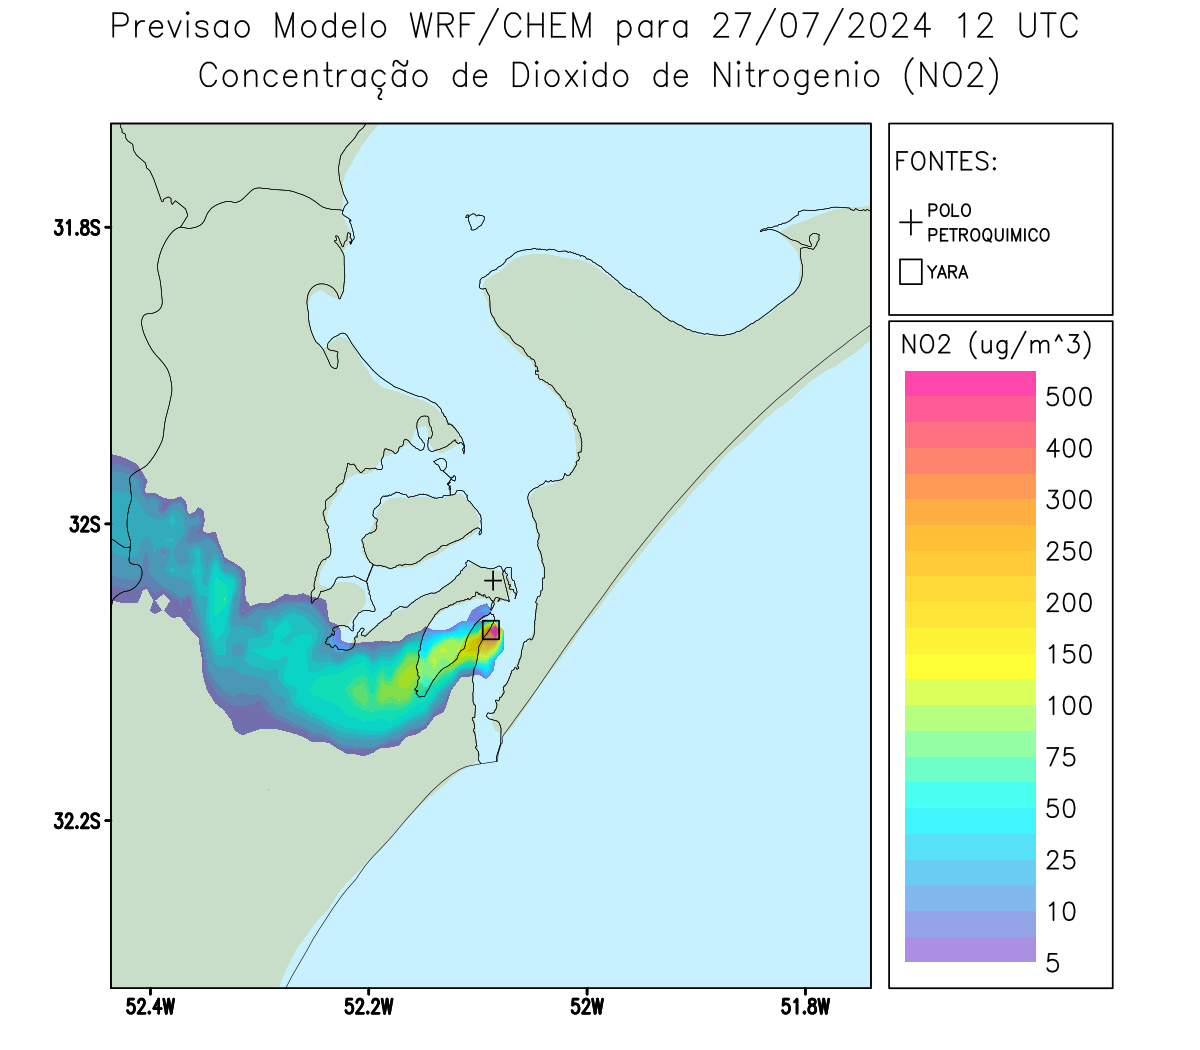 Previsao Modelo WRF/CHEM para 27/07/2024 12 UTC
Concentração de Dioxido de Nitrogenio (NO2)
FONTES:
POLO
PETROQUIMICO
YARA
NO2 (ug/m^3)
500
400
300
250
200
150
100
75
50
25
10
5
31.8S
32S
32.2S
52.4W
52.2W
52W
51.8W